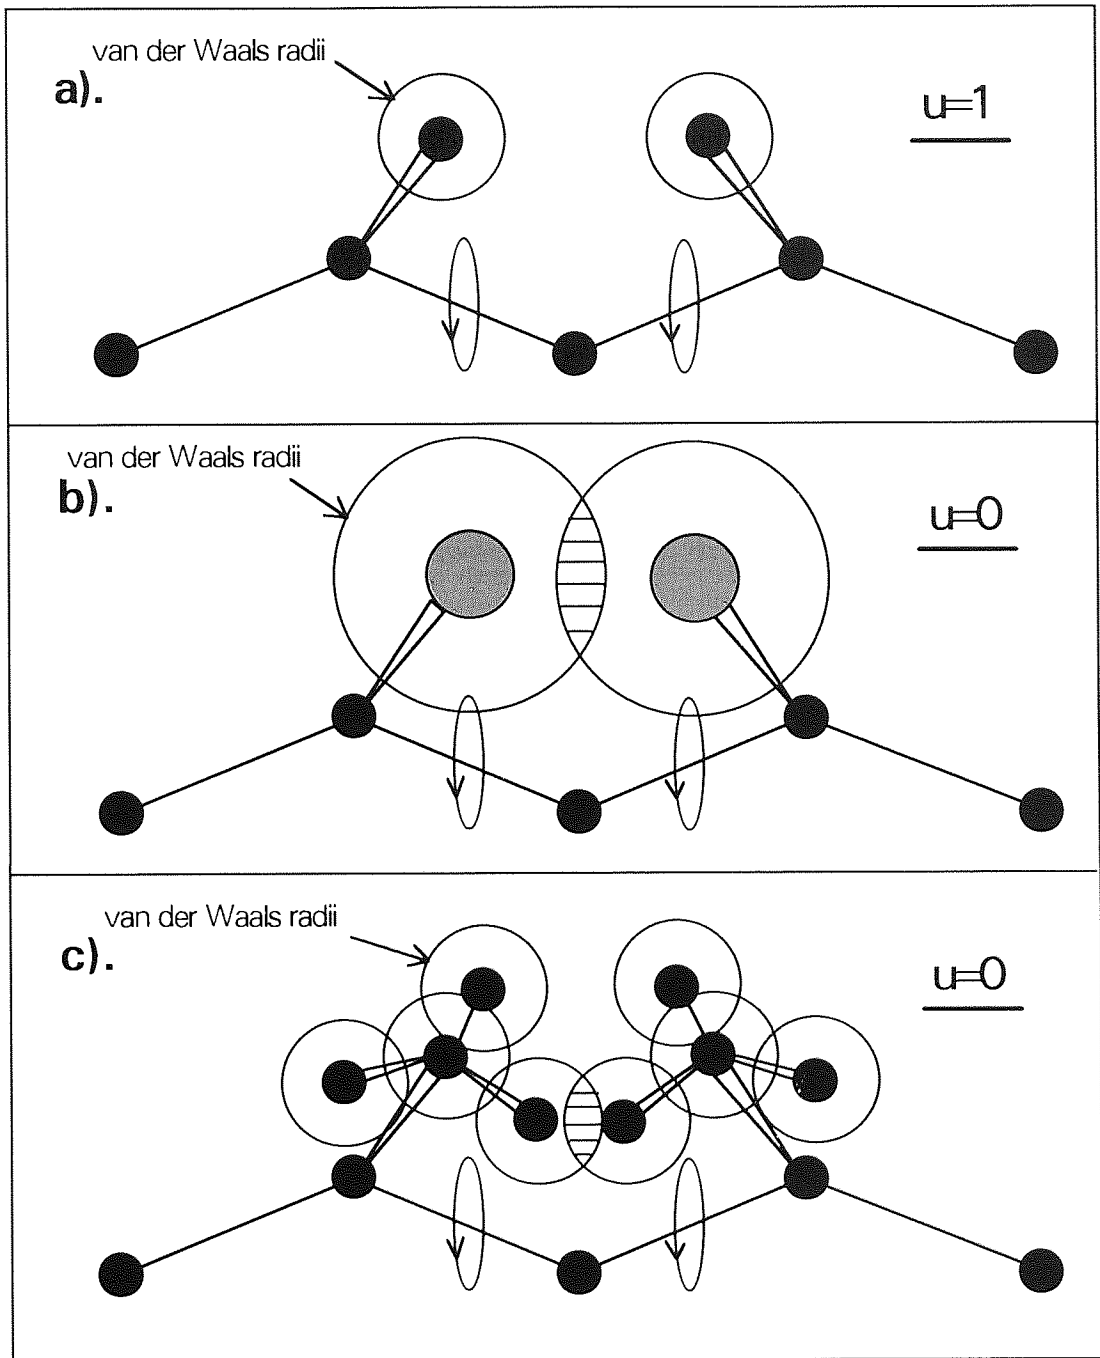 van der Waals radii
a).
u=1
van der Waals radii
b).
u=0
van der Waals radii
c).
u=0